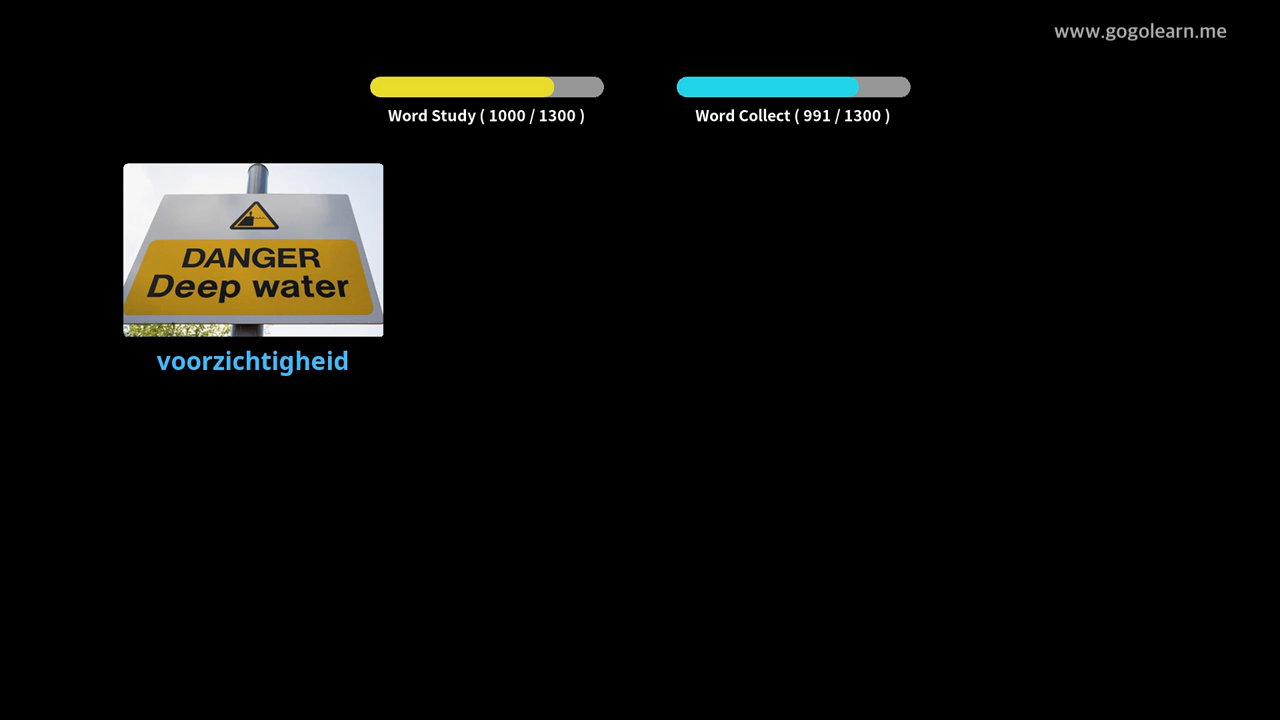 www.gogolearn.me
Word Study ( 1000 / 1300 )
Word Collect ( 991 / 1300 )
DANGER
Deep water
voorzichtigheid